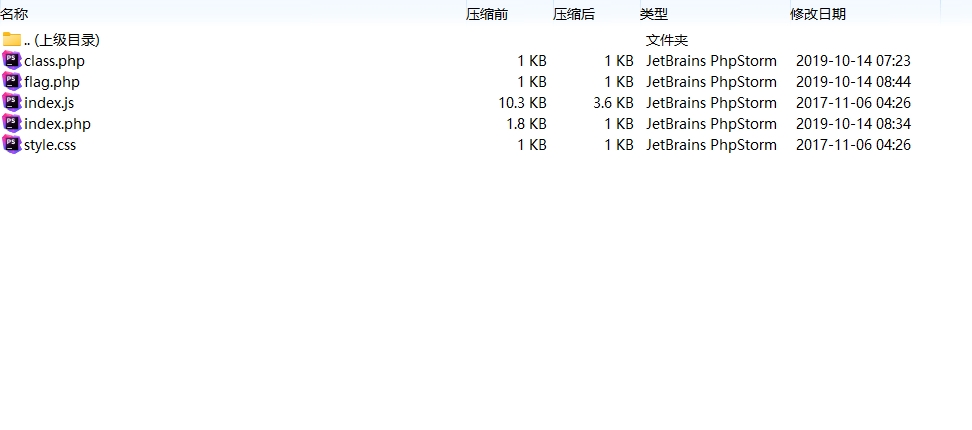 名称 压缩前 压缩后 类型 修改日期
.. (上级目录) 文件夹
class.php 1 KB 1 KB JetBrains PhpStorm 2019-10-14 07:23
flag.php 1 KB 1 KB JetBrains PhpStorm 2019-10-14 08:44
index.js 10.3 KB 3.6 KB JetBrains PhpStorm 2017-11-06 04:26
index.php 1.8 KB 1 KB JetBrains PhpStorm 2019-10-14 08:34
style.css 1 KB 1 KB JetBrains PhpStorm 2017-11-06 04:26